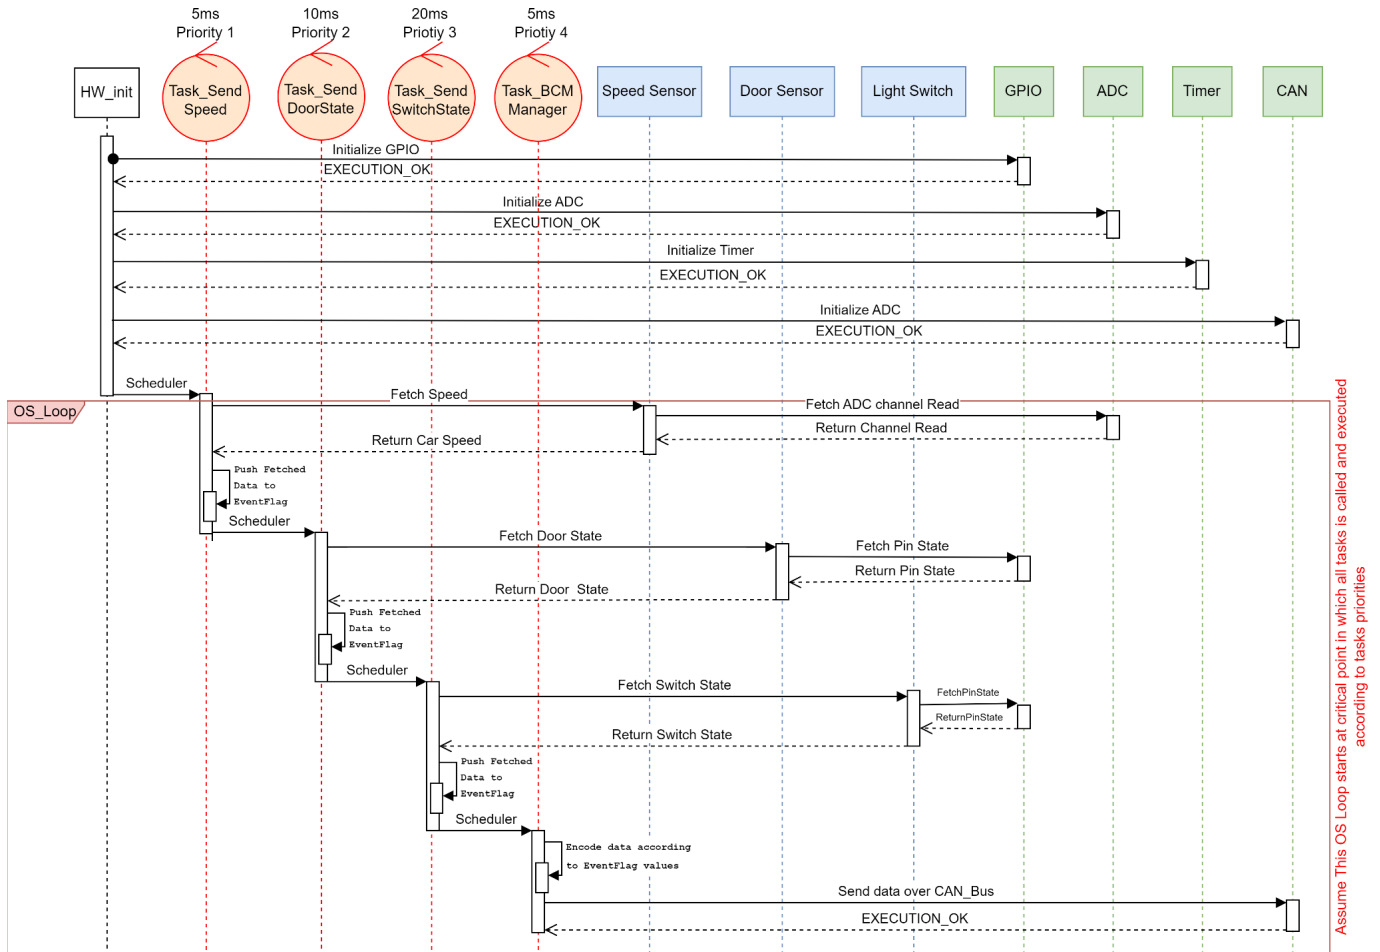 5ms
Priority 1
10ms
Priority 2
20ms
Priotiy 3
5ms
Priotiy 4
HW_init
Task_Send
Speed
Task_Send
DoorState
Task_Send
SwitchState
Task_BCM
Manager
Speed Sensor
Door Sensor
Light Switch
GPIO
ADC
Timer
CAN
Initialize GPIO
EXECUTION_OK
Initialize ADC
EXECUTION_OK
Initialize Timer
EXECUTION_OK
Initialize ADC
EXECUTION_OK
Scheduler
OS_Loop
Fetch Speed
Fetch ADC channel Read
Return Channel Read
Return Car Speed
Push Fetched
Data to
EventFlag
Scheduler
Fetch Door State
Fetch Pin State
Return Pin State
Return Door State
Push Fetched
Data to
EventFlag
Scheduler
Fetch Switch State
FetchPinState
ReturnPinState
Return Switch State
Push Fetched
Data to
EventFlag
Scheduler
Encode data according
to EventFlag values
Send data over CAN_Bus
EXECUTION_OK
Assume This OS Loop starts at critical point in which all tasks is called and executed
according to tasks priorities